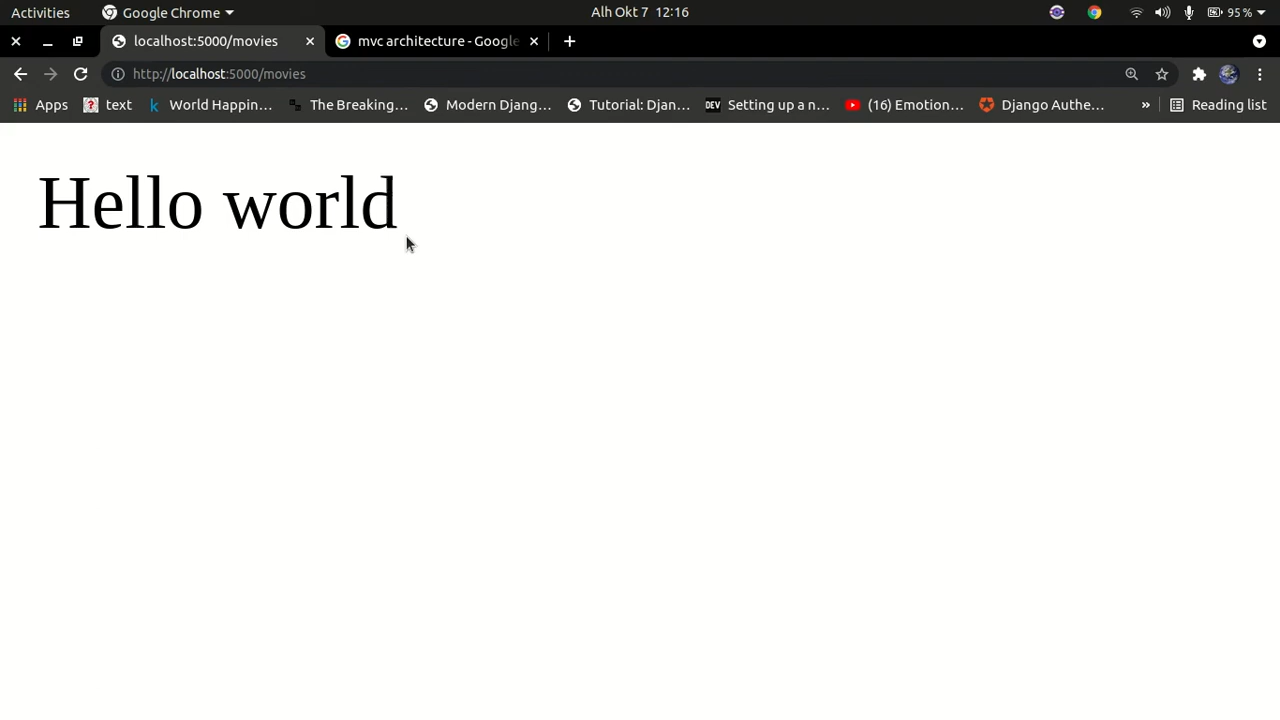 Activities Google Chrome Alh Okt 7 12:16 95%
localhost:5000/movies mvc architecture - Google
http://localhost:5000/movies
Apps text World Happin... The Breaking... Modern Djang... Tutorial: Djan... DEV Setting up a n... (16) Emotion... Django Authe... » Reading list
Hello world